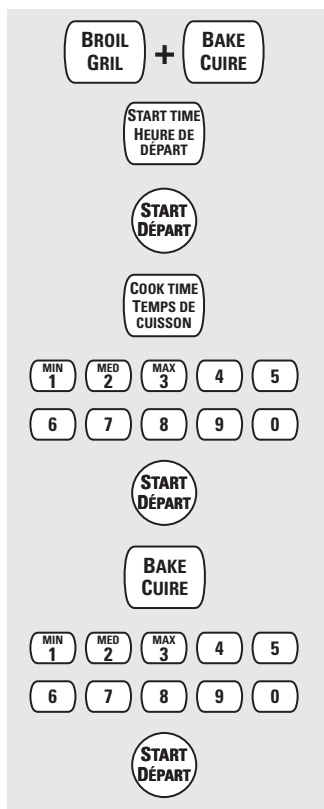 BROIL + BAKE
GRIL CUIRE
START TIME
HEURE DE
DÉPART
START
DÉPART
COOK TIME
TEMPS DE
CUISSON
MIN MED MAX
1 2 3 4 5
6 7 8 9 0
START
DÉPART
BAKE
CUIRE
MIN MED MAX
1 2 3 4 5
6 7 8 9 0
START
DÉPART